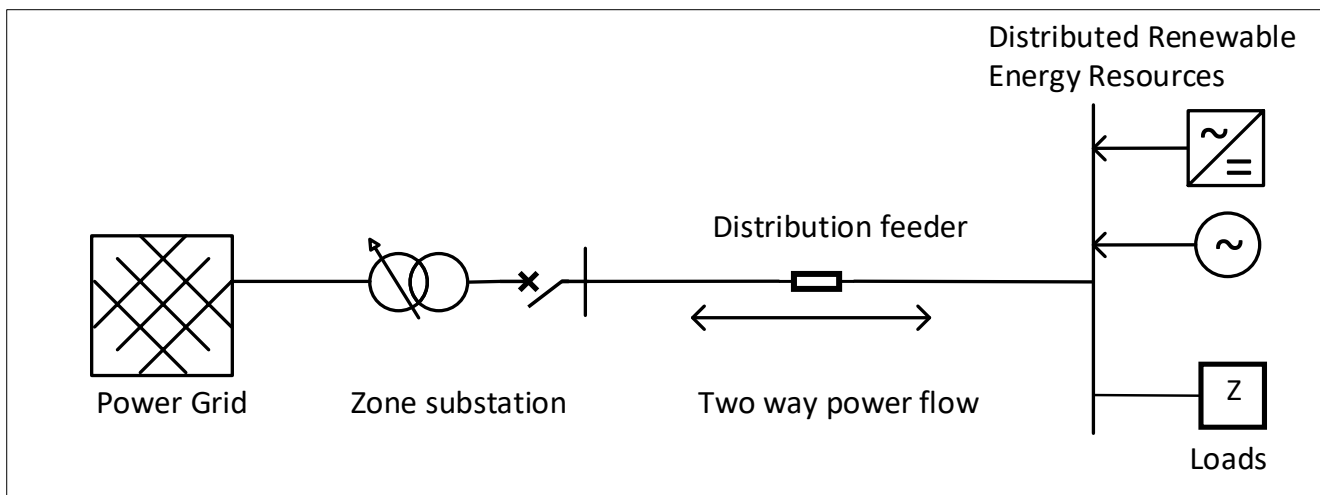 Distributed Renewable
Energy Resources
~
=
Distribution feeder
~
Power Grid
Zone substation
Two way power flow
Z
Loads